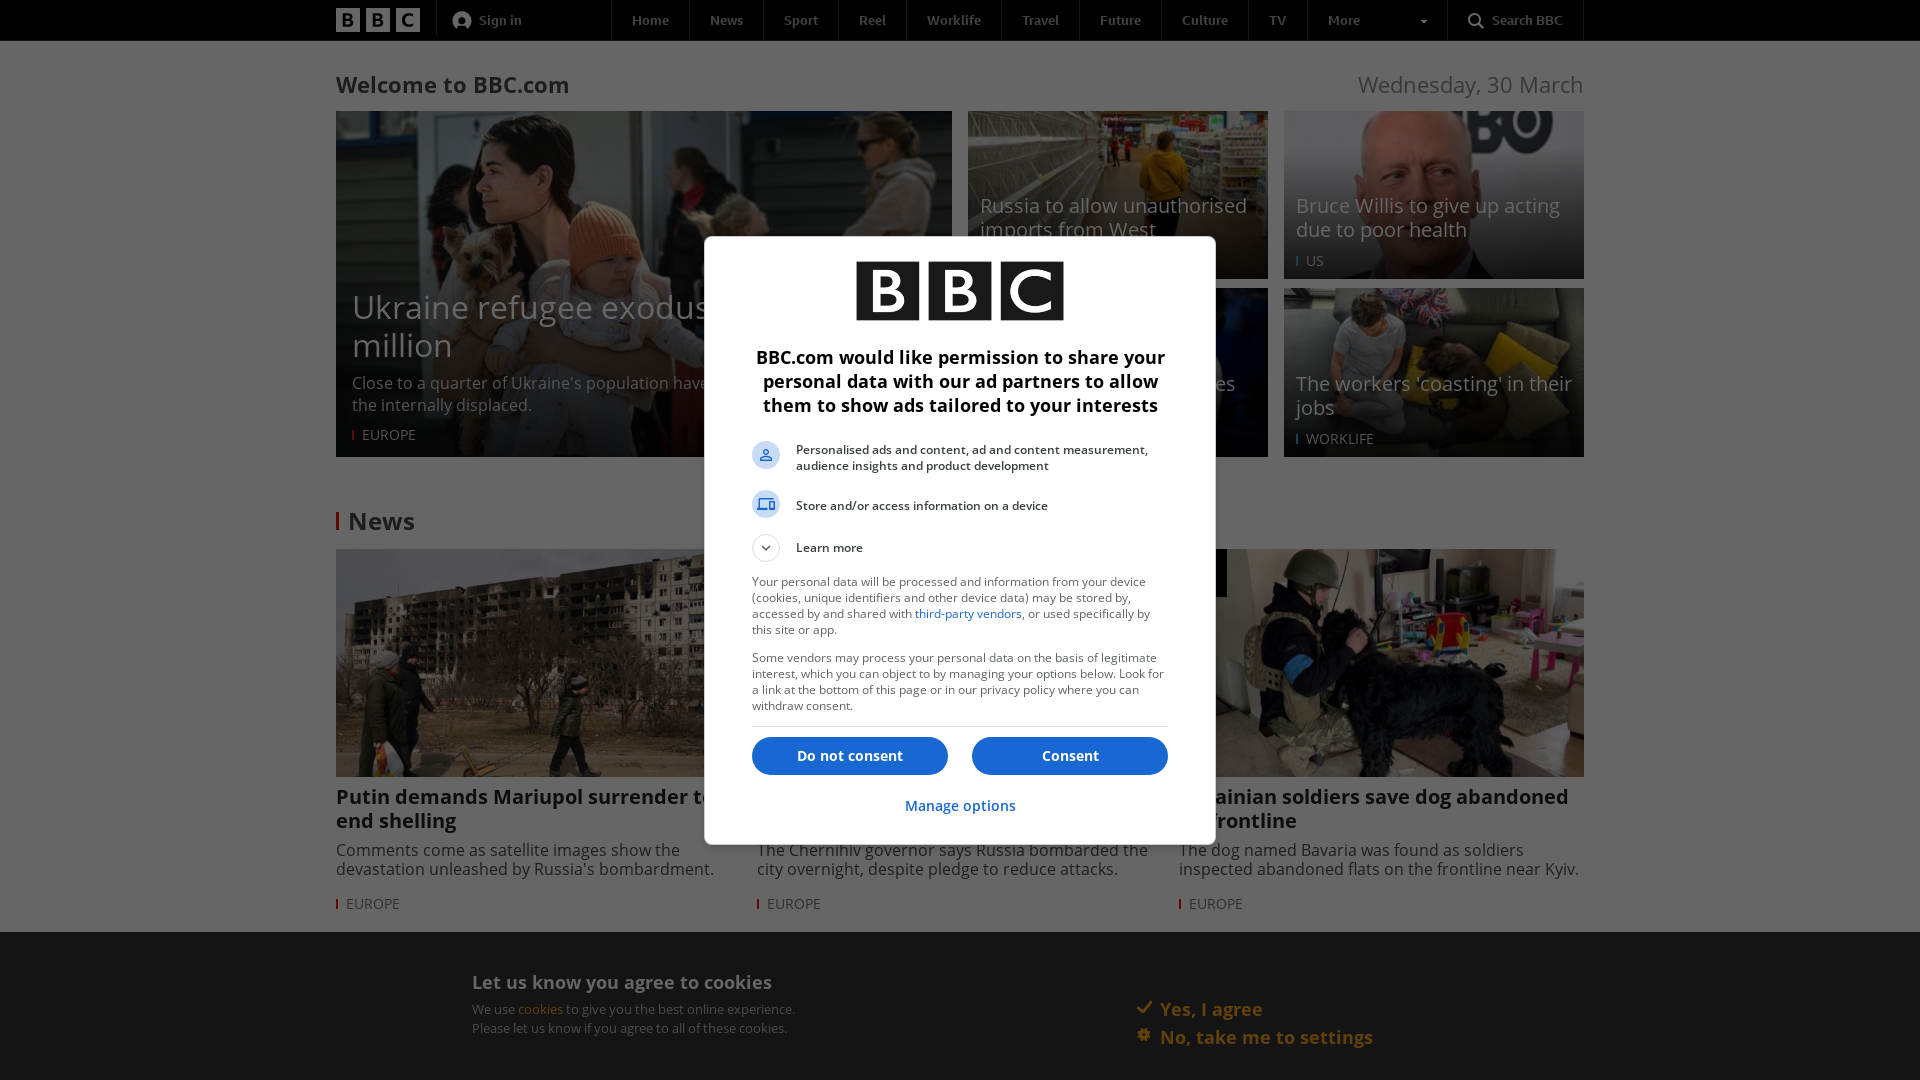 BBC
Sign in
Home
News
Sport
Reel
Worklife
Travel
Future
Culture
TV
More
Search BBC
Welcome to BBC.com
Wednesday, 30 March
Ukraine refugee exodus
million
Close to a quarter of Ukraine's population have
the internally displaced.
EUROPE
Russia to allow unauthorised
imports from West
Bruce Willis to give up acting
due to poor health
US
The workers 'coasting' in their
jobs
WORKLIFE
BBC
BBC.com would like permission to share your
personal data with our ad partners to allow
them to show ads tailored to your interests
Personalised ads and content, ad and content measurement,
audience insights and product development
Store and/or access information on a device
Learn more
Your personal data will be processed and information from your device
(cookies, unique identifiers and other device data) may be stored by,
accessed by and shared with third-party vendors, or used specifically by
this site or app.
Some vendors may process your personal data on the basis of legitimate
interest, which you can object to by managing your options below. Look for
a link at the bottom of this page or in our privacy policy where you can
withdraw consent.
Do not consent
Consent
Manage options
News
Putin demands Mariupol surrender to
end shelling
Comments come as satellite images show the
devastation unleashed by Russia's bombardment.
EUROPE
The Chernihiv governor says Russia bombarded the
city overnight, despite pledge to reduce attacks.
EUROPE
soldiers save dog abandoned
frontline
The dog named Bavaria was found as soldiers
inspected abandoned flats on the frontline near Kyiv.
EUROPE
Let us know you agree to cookies
We use cookies to give you the best online experience.
Please let us know if you agree to all of these cookies.
Yes, I agree
No, take me to settings